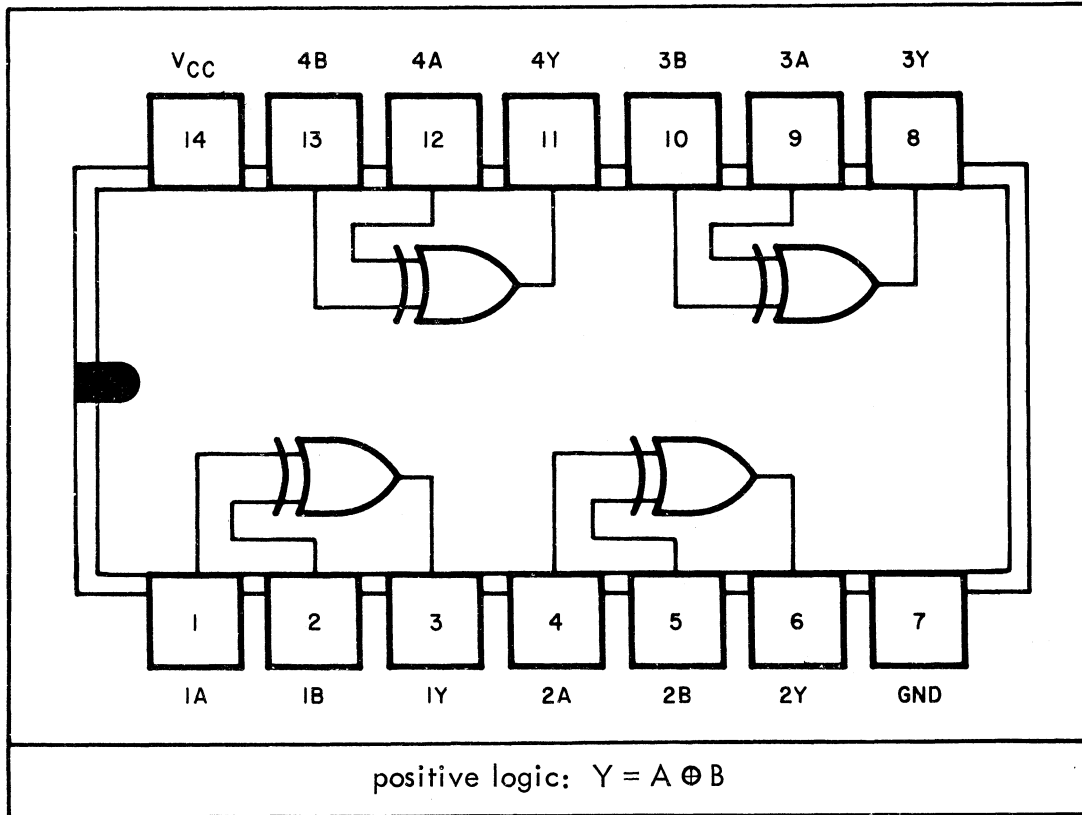 VCC 4B 4A 4Y 3B 3A 3Y
14 13 12 11 10 9 8
1 2 3 4 5 6 7
1A 1B 1Y 2A 2B 2Y GND
positive logic: Y = A ⊕ B